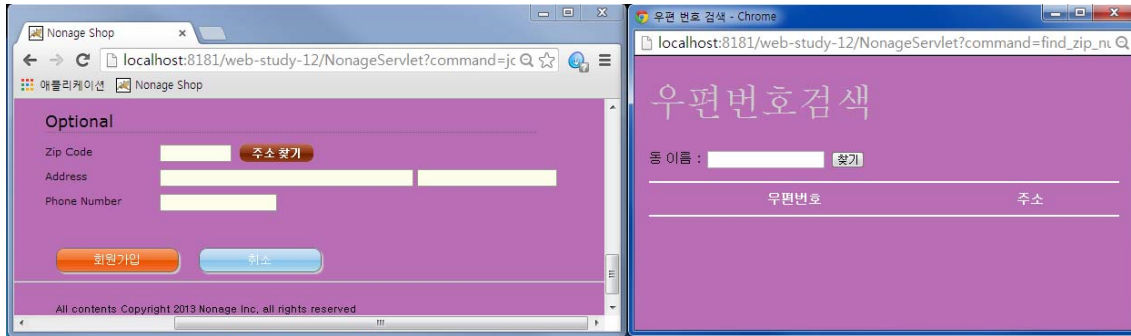 Nonage Shop
localhost:8181/web-study-12/NonageServlet?command=jo
애플리케이션 Nonage Shop
Optional
Zip Code 주소 찾기
Address
Phone Number
회원가입 취소
All contents Copyright 2013 Nonage Inc, all rights reserved
우편 번호 검색 - Chrome
localhost:8181/web-study-12/NonageServlet?command=find_zip_nu
우편번호검색
동 이름 : 찾기
우편번호 주소